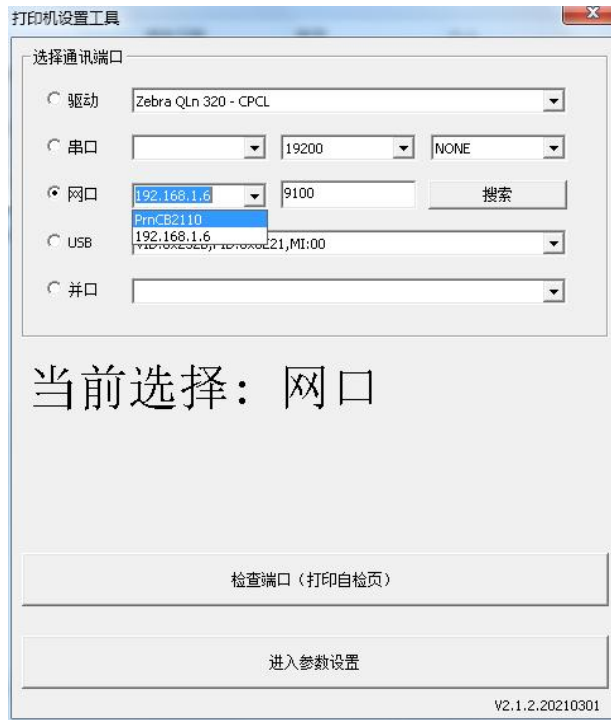 打印机设置工具
选择通讯端口
驱动 Zebra QLn 320 - CPCL
串口 19200 NONE
网口 192.168.1.6 9100 搜索
PrnCB2110
192.168.1.6
USB 21,MI:00
并口
当前选择: 网口
检查端口（打印自检页）
进入参数设置
V2.1.2.20210301